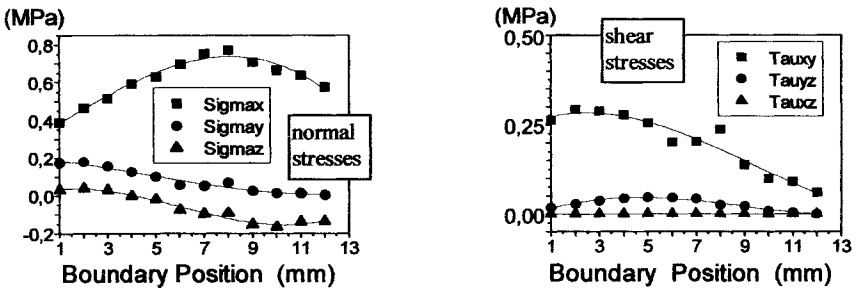 (MPa)
0,8
0,6
0,4
0,2
0,0
-0,2
Sigmax
Sigmay
Sigmaz
normal
stresses
1 3 5 7 9 11 13
Boundary Position (mm)
(MPa)
0,50
0,25
0,00
shear
stresses
Tauxy
Tauyz
Tauxz
1 3 5 7 9 11 13
Boundary Position (mm)